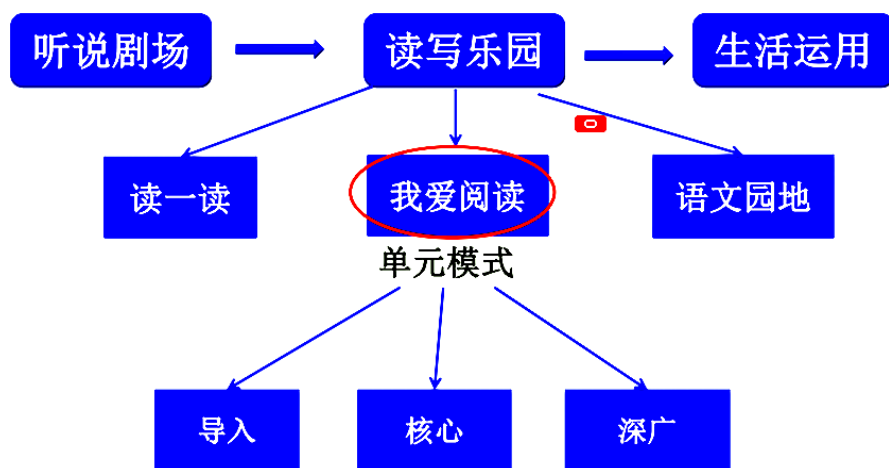 听说剧场
读写乐园
生活运用
读一读
我爱阅读
语文园地
单元模式
导入
核心
深广